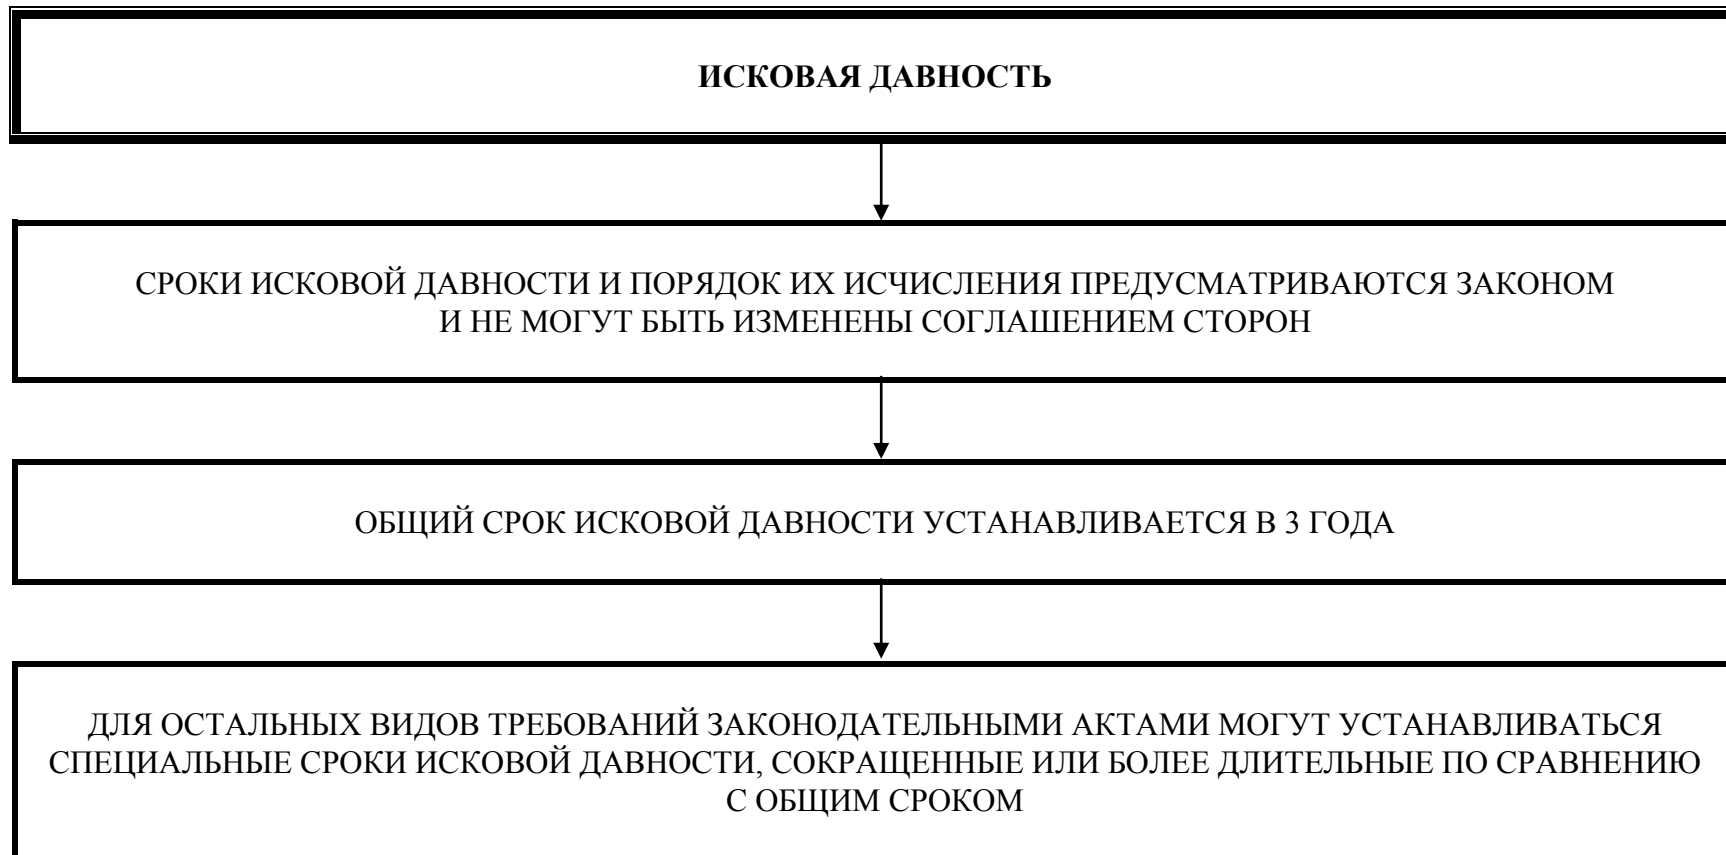 ИСКОВАЯ ДАВНОСТЬ
СРОКИ ИСКОВОЙ ДАВНОСТИ И ПОРЯДОК ИХ ИСЧИСЛЕНИЯ ПРЕДУСМАТРИВАЮТСЯ ЗАКОНОМ
И НЕ МОГУТ БЫТЬ ИЗМЕНЕНЫ СОГЛАШЕНИЕМ СТОРОН
ОБЩИЙ СРОК ИСКОВОЙ ДАВНОСТИ УСТАНАВЛИВАЕТСЯ В 3 ГОДА
ДЛЯ ОСТАЛЬНЫХ ВИДОВ ТРЕБОВАНИЙ ЗАКОНОДАТЕЛЬНЫМИ АКТАМИ МОГУТ УСТАНАВЛИВАТЬСЯ
СПЕЦИАЛЬНЫЕ СРОКИ ИСКОВОЙ ДАВНОСТИ, СОКРАЩЕННЫЕ ИЛИ БОЛЕЕ ДЛИТЕЛЬНЫЕ ПО СРАВНЕНИЮ
С ОБЩИМ СРОКОМ